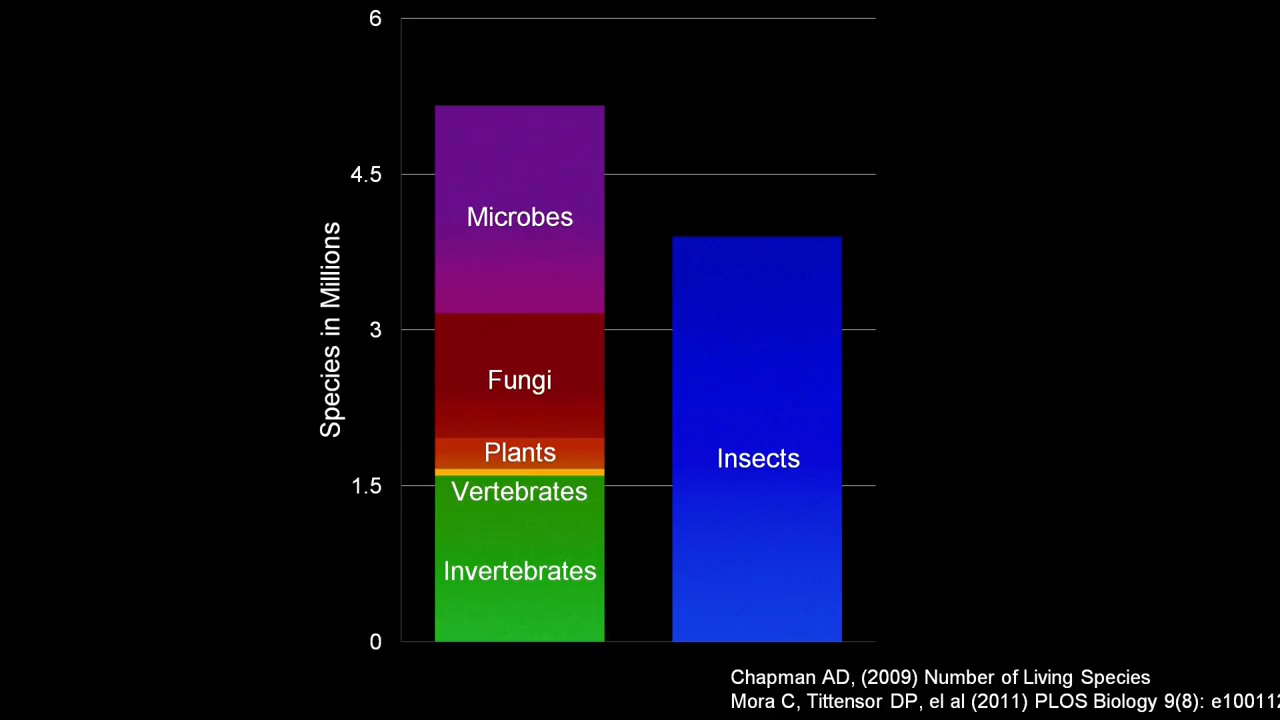 6
4.5
3
1.5
0
Species in Millions
Microbes
Fungi
Plants
Vertebrates
Invertebrates
Insects
Chapman AD, (2009) Number of Living Species
Mora C, Tittensor DP, el al (2011) PLOS Biology 9(8):